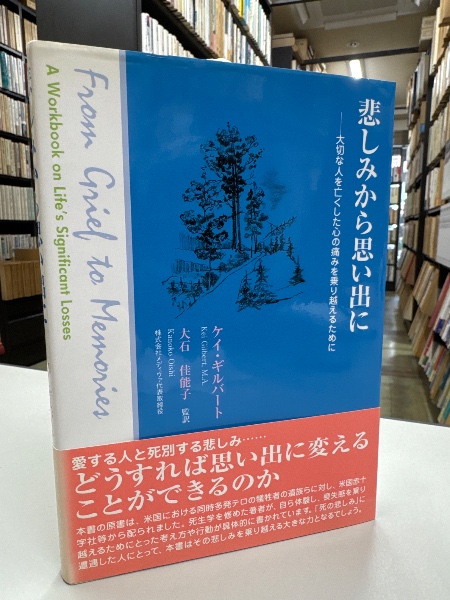 From Grief to Memories
A Workbook on Life's Significant Losses
悲しみから思い出に
──大切な人を亡くした心の痛みを乗り越えるために
ケイ・ギルバート
Kei Gilbert, M.A.
大石 佳能子 監訳
Kanoko Oishi
株式会社メディヴァ代表取締役
愛する人と死別する悲しみ……
どうすれば思い出に変える
ことができるのか
本書の原書は、米国における同時多発テロの犠牲者の遺族らに対し、米国赤十
字社等から配られました。死生学を修めた著者が、自ら体験し、喪失感を乗り
越えるためにとった考え方や行動が具体的に書かれています。「死の悲しみ」に
遭遇した人にとって、本書はその悲しみを乗り越える大きな力となるでしょう。